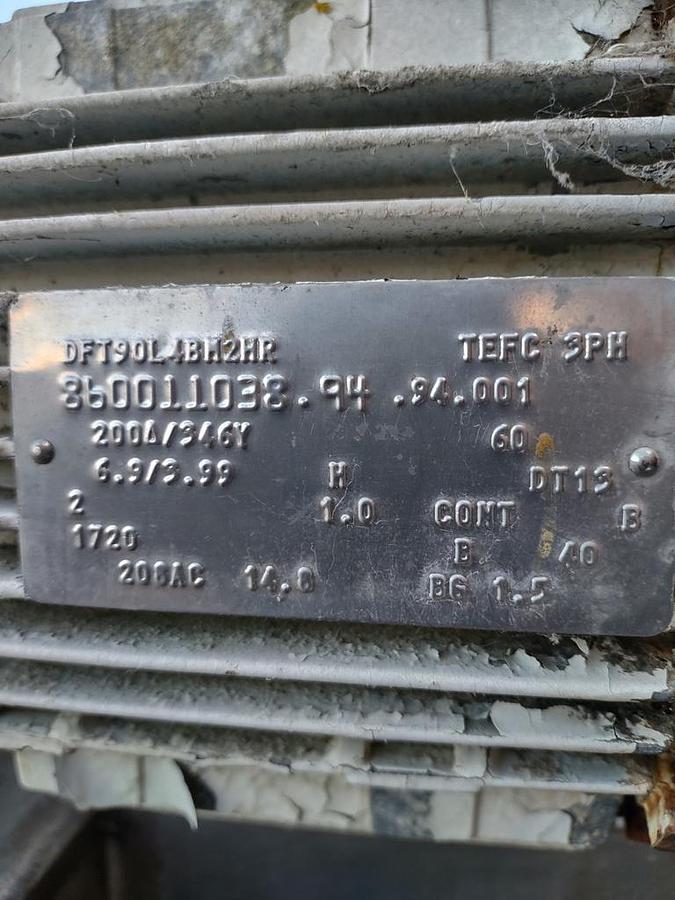 DFT90L4BM2HR TEFC 3PH
860011038.94 .94.001
200Δ/346Y 60
6.9/3.99 H DT13
2 1.0 CONT B
1720 B 40
208AC 14.8 BG 1.5